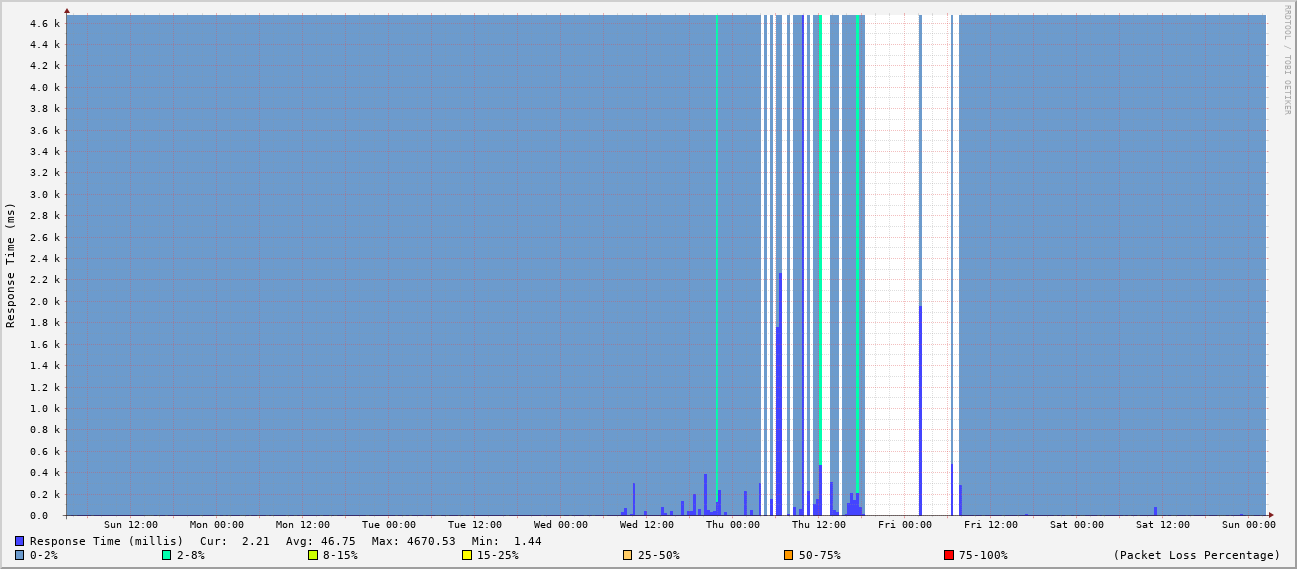 4.6 k
4.4 k
4.2 k
4.0 k
3.8 k
3.6 k
3.4 k
3.2 k
3.0 k
2.8 k
2.6 k
2.4 k
2.2 k
2.0 k
1.8 k
1.6 k
1.4 k
1.2 k
1.0 k
0.8 k
0.6 k
0.4 k
0.2 k
0.0
Response Time (ms)
RRDTOOL / TOBI OETIKER
Sun 12:00 Mon 00:00 Mon 12:00 Tue 00:00 Tue 12:00 Wed 00:00 Wed 12:00 Thu 00:00 Thu 12:00 Fri 00:00 Fri 12:00 Sat 00:00 Sat 12:00 Sun 00:00
Response Time (millis) Cur: 2.21 Avg: 46.75 Max: 4670.53 Min: 1.44
0-2% 2-8% 8-15% 15-25% 25-50% 50-75% 75-100% (Packet Loss Percentage)